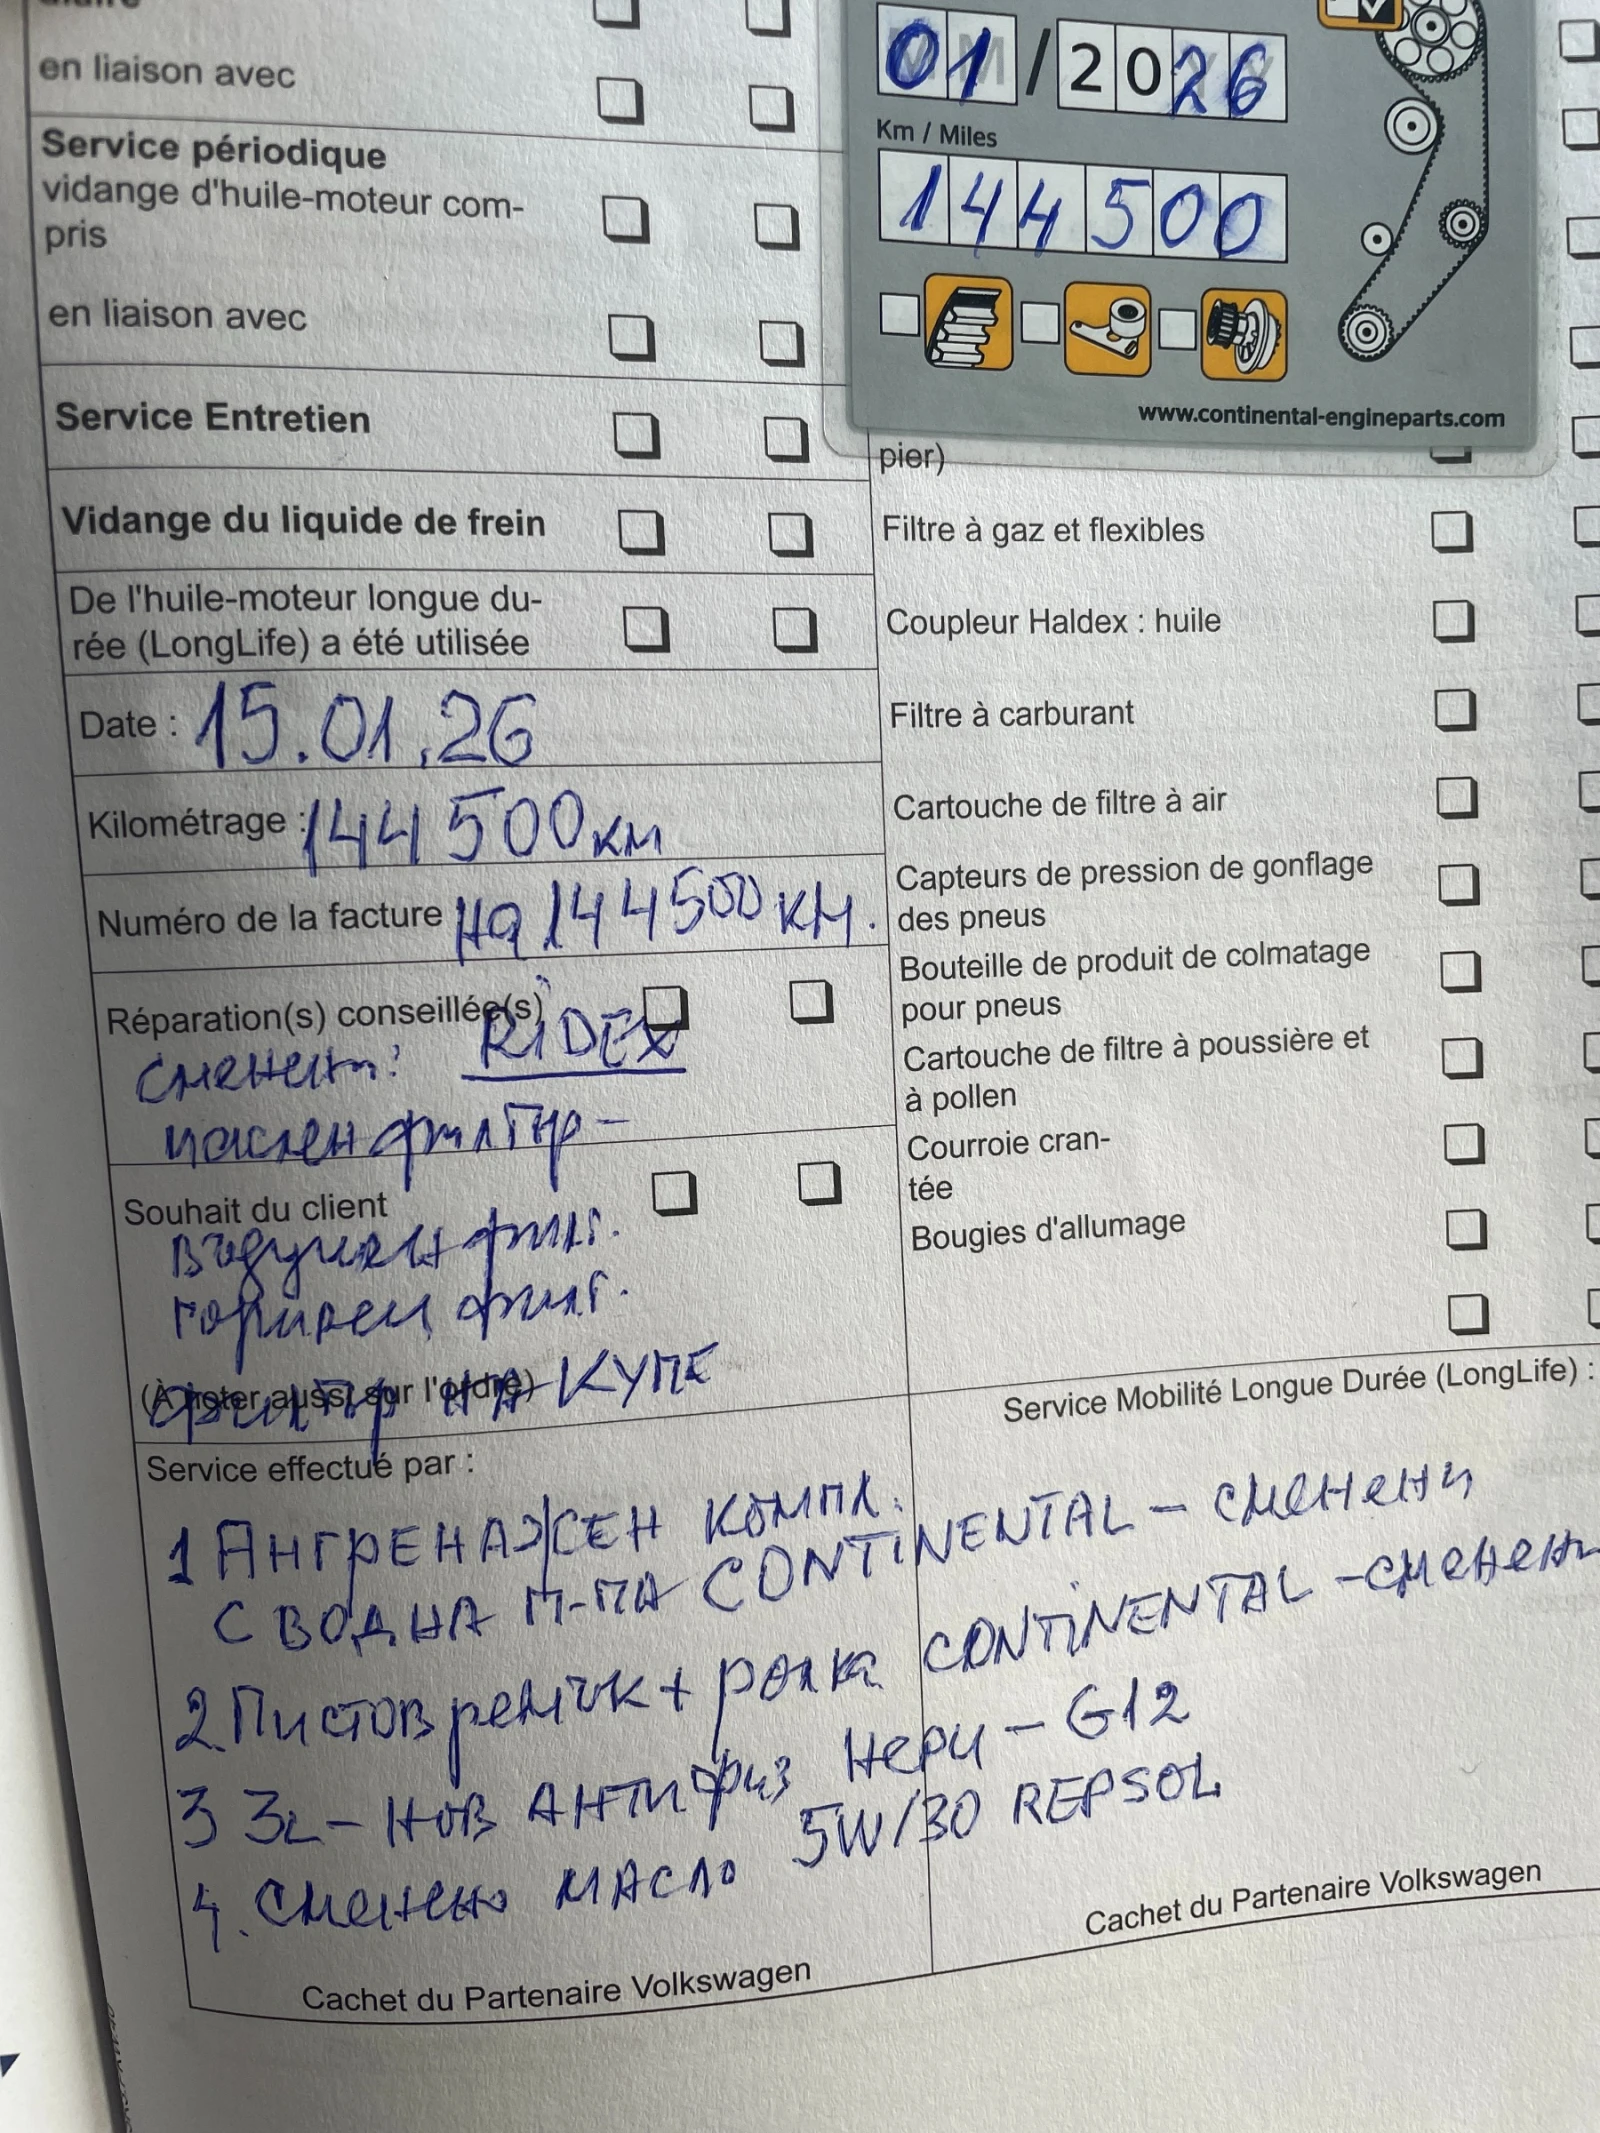 en liaison avec
Service périodique
vidange d'huile-moteur com-
pris
en liaison avec
Service Entretien
Vidange du liquide de frein
De l'huile-moteur longue du-
rée (LongLife) a été utilisée
Date : 15.01.26
Kilométrage : 144 500 км
Numéro de la facture на 144500 км.
Réparation(s) conseillée(s)
сменени: RIDEX
маслен филтър -
Souhait du client
въздушен филт.
горивен филт.
(À noter aussi sur l'ordre)
филтър НА КУПЕ
Service effectué par :
1 АНГРЕНАЖЕН КОМПЛ.
С ВОДНА П-ПА CONTINENTAL - сменени
2. Пистов ремък + ролка CONTINENTAL - сменени
3 3L - НОВ АНТИФРИЗ Hepu - G12
4. Сменено МАСЛО 5W/30 REPSOL
Cachet du Partenaire Volkswagen
01 / 2026
Km / Miles
144500
www.continental-engineparts.com
pier)
Filtre à gaz et flexibles
Coupleur Haldex : huile
Filtre à carburant
Cartouche de filtre à air
Capteurs de pression de gonflage
des pneus
Bouteille de produit de colmatage
pour pneus
Cartouche de filtre à poussière et
à pollen
Courroie cran-
tée
Bougies d'allumage
Service Mobilité Longue Durée (LongLife) :
Cachet du Partenaire Volkswagen